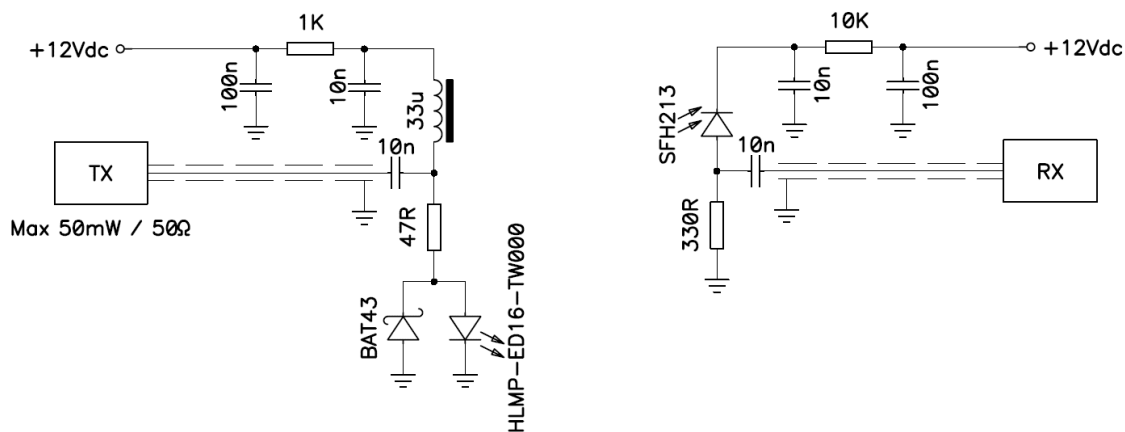 1K
+12Vdc
100n
10n
33u
10n
TX
Max 50mW / 50Ω
47R
BAT43
HLMP-ED16-TW000
10K
+12Vdc
10n
100n
SFH213
10n
RX
330R